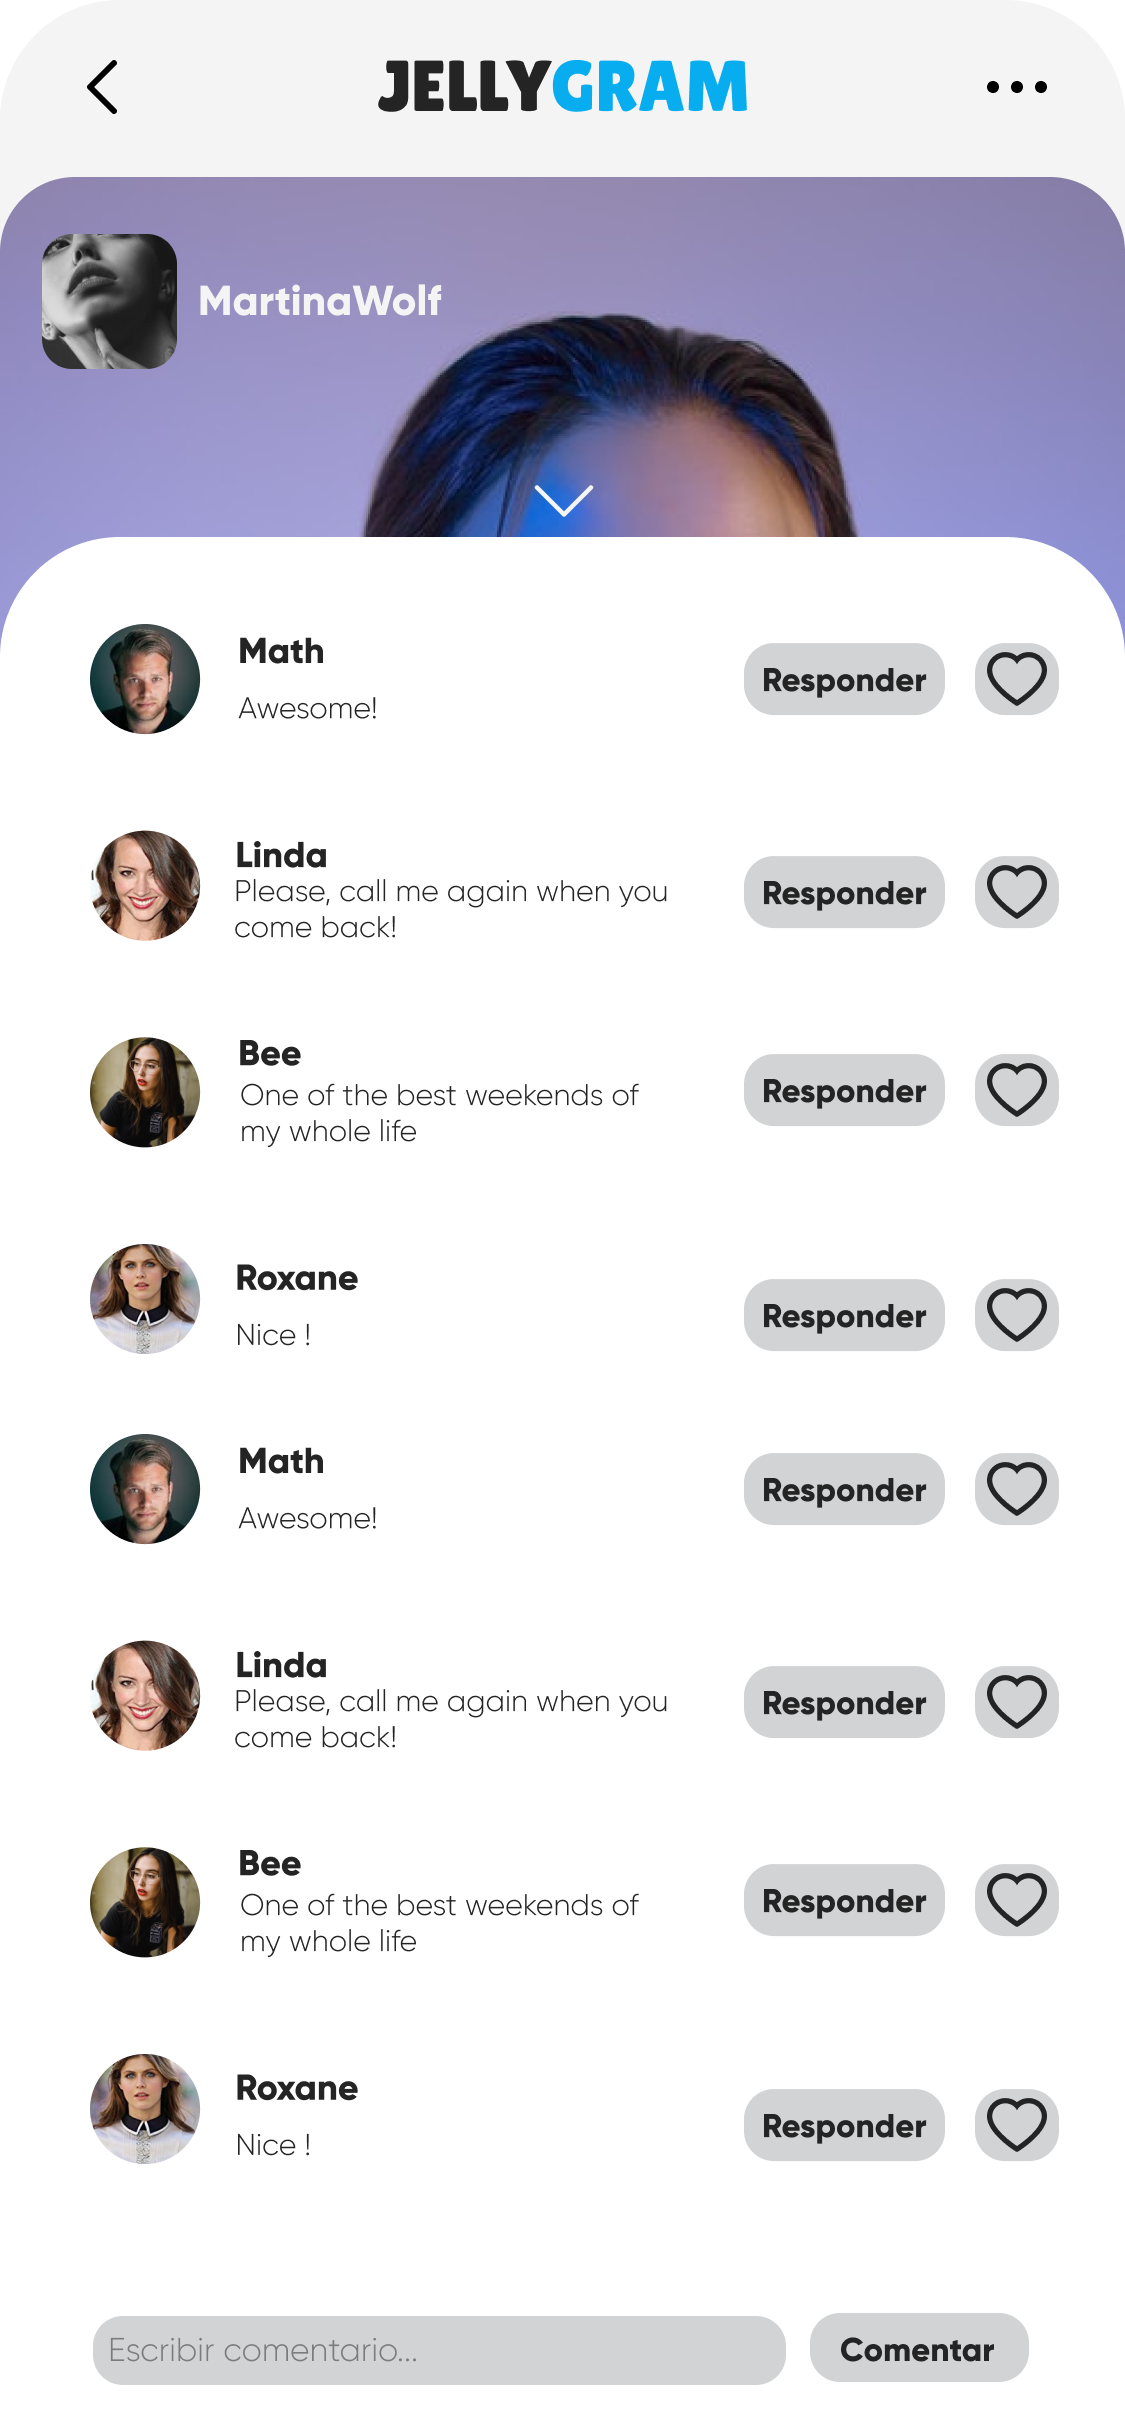 JELLYGRAM
MartinaWolf
Math
Awesome!
Responder
Linda
Please, call me again when you
come back!
Responder
Bee
One of the best weekends of
my whole life
Responder
Roxane
Nice !
Responder
Math
Awesome!
Responder
Linda
Please, call me again when you
come back!
Responder
Bee
One of the best weekends of
my whole life
Responder
Roxane
Nice !
Responder
Escribir comentario...
Comentar